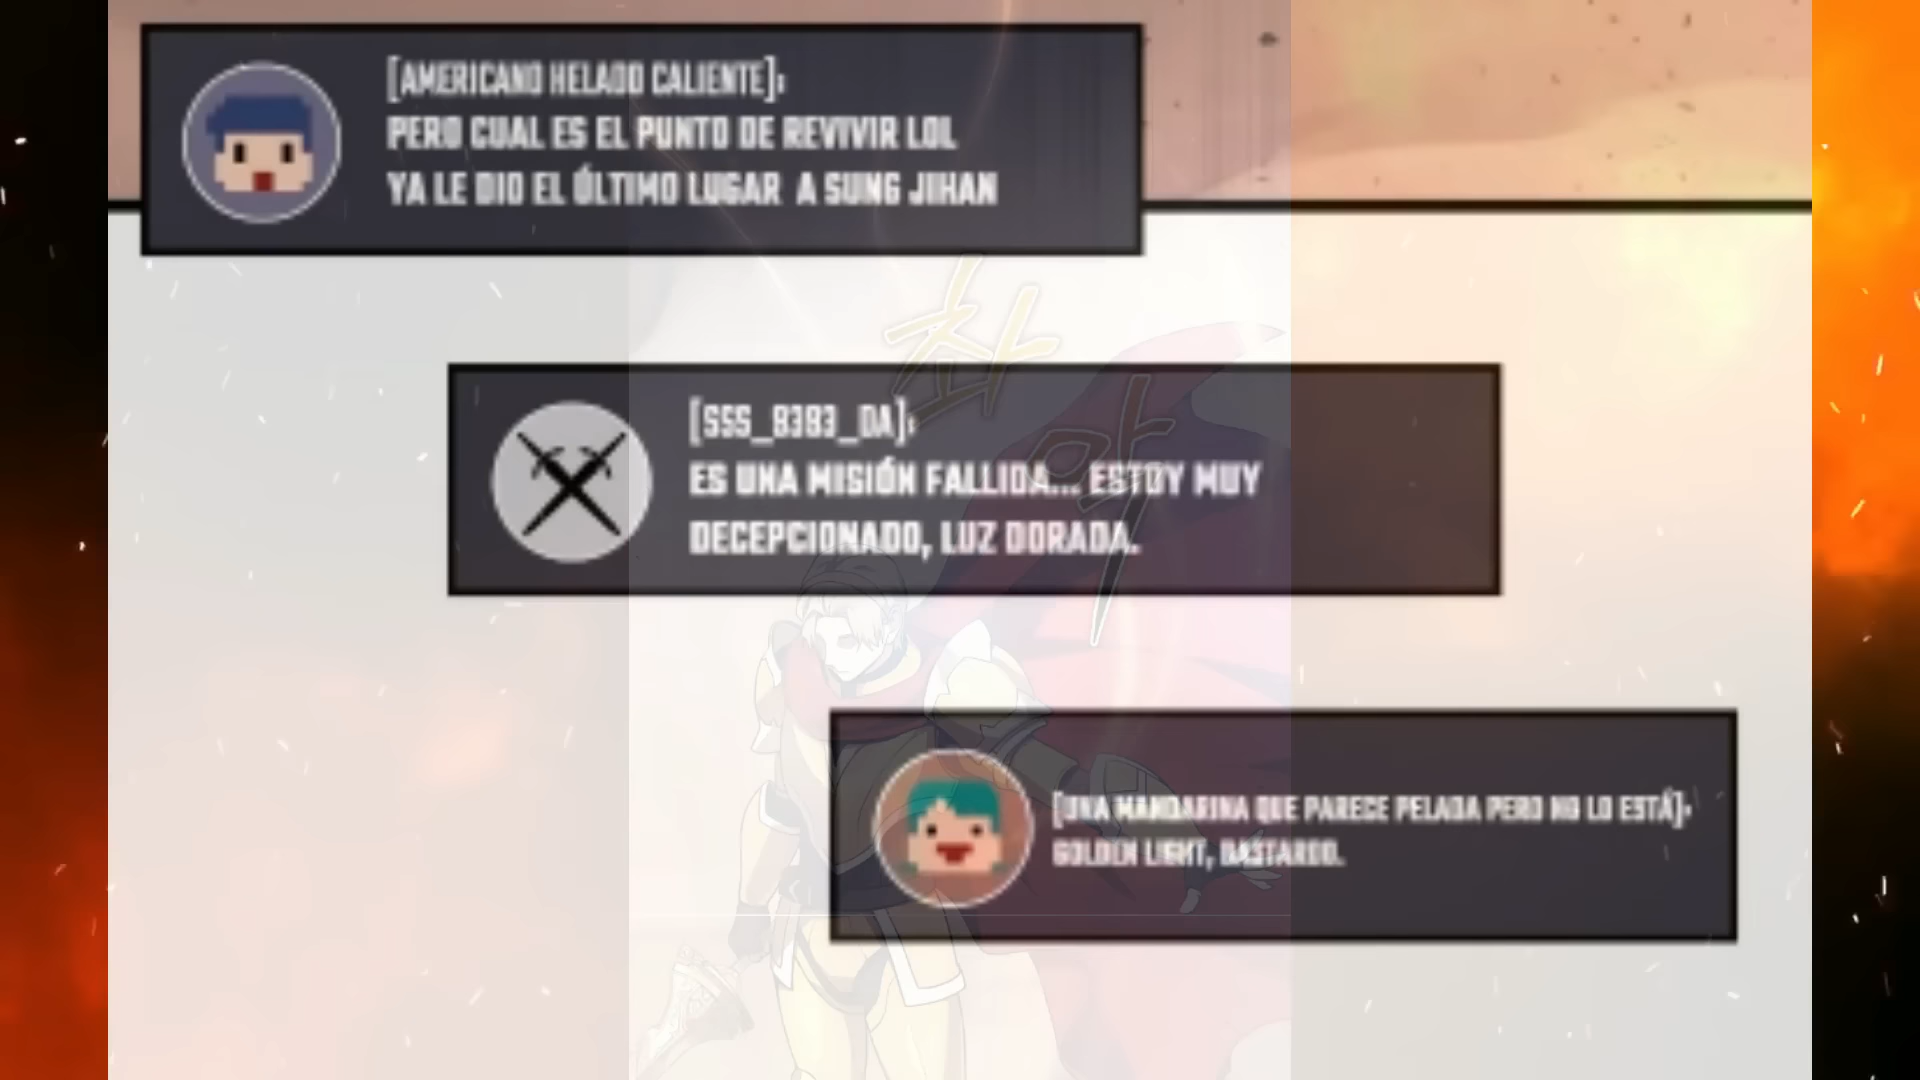 [AMERICANO HELADO CALIENTE]:
PERO CUAL ES EL PUNTO DE REVIVIR LOL
YA LE DIO EL ÚLTIMO LUGAR A SUNG JIHAN
촤
악
[SSS_8383_DA]:
ES UNA MISIÓN FALLIDA... ESTOY MUY
DECEPCIONADO, LUZ DORADA.
[UNA MANDARINA QUE PARECE PELADA PERO NO LO ESTÁ]:
GOLDEN LIGHT, BASTARDO.